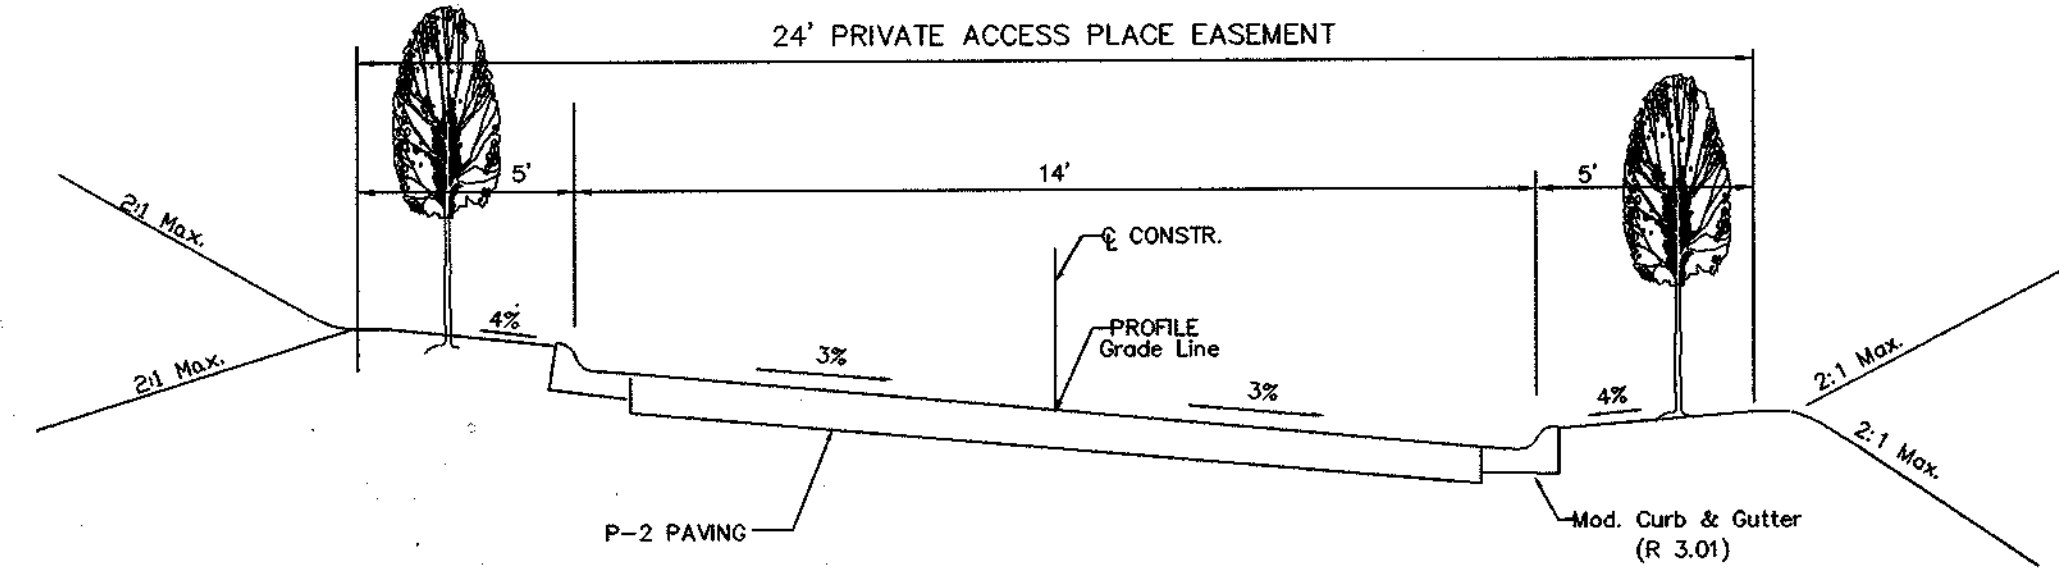 24' PRIVATE ACCESS PLACE EASEMENT
5'
14'
5'
2:1 Max.
℄ CONSTR.
4%
PROFILE
Grade Line
2:1 Max.
3%
3%
4%
2:1 Max.
2:1 Max.
P-2 PAVING
Mod. Curb & Gutter
(R 3.01)